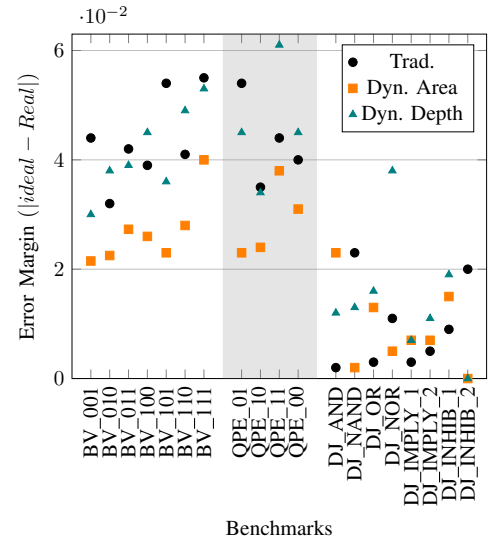 ·10⁻²
6
4
2
0
Error Margin (|ideal − Real|)
Trad.
Dyn. Area
Dyn. Depth
BV_001
BV_010
BV_011
BV_100
BV_101
BV_110
BV_111
QPE_01
QPE_10
QPE_11
QPE_00
DJ_AND
DJ_NAND
DJ_OR
DJ_NOR
DJ_IMPLY_1
DJ_IMPLY_2
DJ_INHIB_1
DJ_INHIB_2
Benchmarks